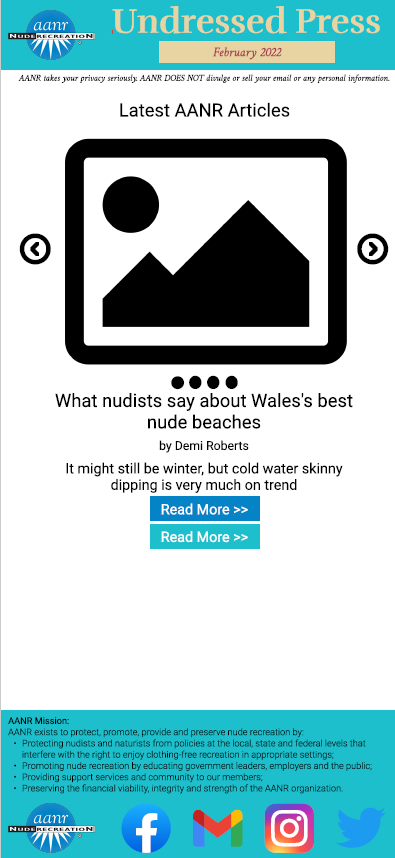 aanr
NUDE RECREATION
Undressed Press
February 2022
AANR takes your privacy seriously. AANR DOES NOT divulge or sell your email or any personal information.
Latest AANR Articles
What nudists say about Wales's best
nude beaches
by Demi Roberts
It might still be winter, but cold water skinny
dipping is very much on trend
Read More >>
Read More >>
AANR Mission:
AANR exists to protect, promote, provide and preserve nude recreation by:
• Protecting nudists and naturists from policies at the local, state and federal levels that
interfere with the right to enjoy clothing-free recreation in appropriate settings;
• Promoting nude recreation by educating government leaders, employers and the public;
• Providing support services and community to our members;
• Preserving the financial viability, integrity and strength of the AANR organization.
aanr
NUDE RECREATION